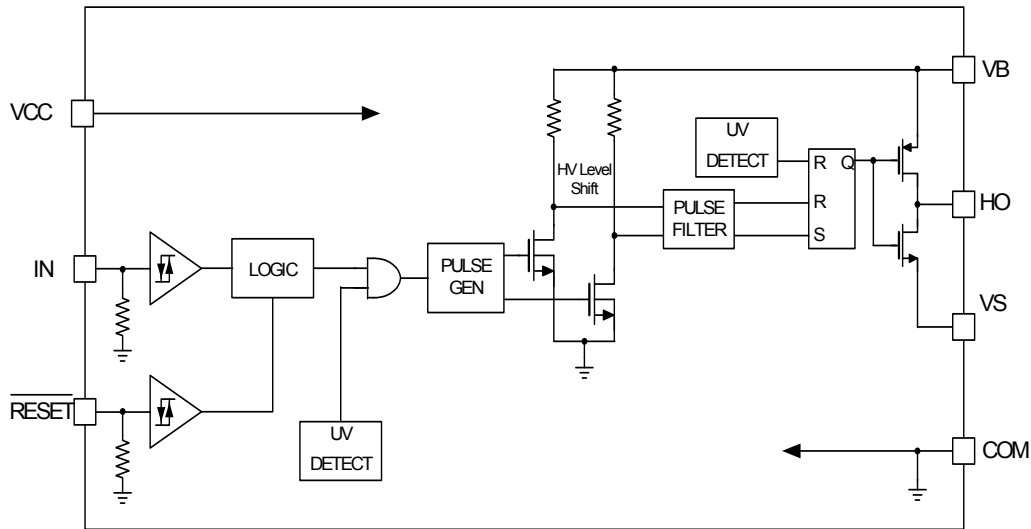 VCC
IN
RESET
LOGIC
UV
DETECT
PULSE
GEN
HV Level
Shift
UV
DETECT
PULSE
FILTER
R
Q
R
S
VB
HO
VS
COM